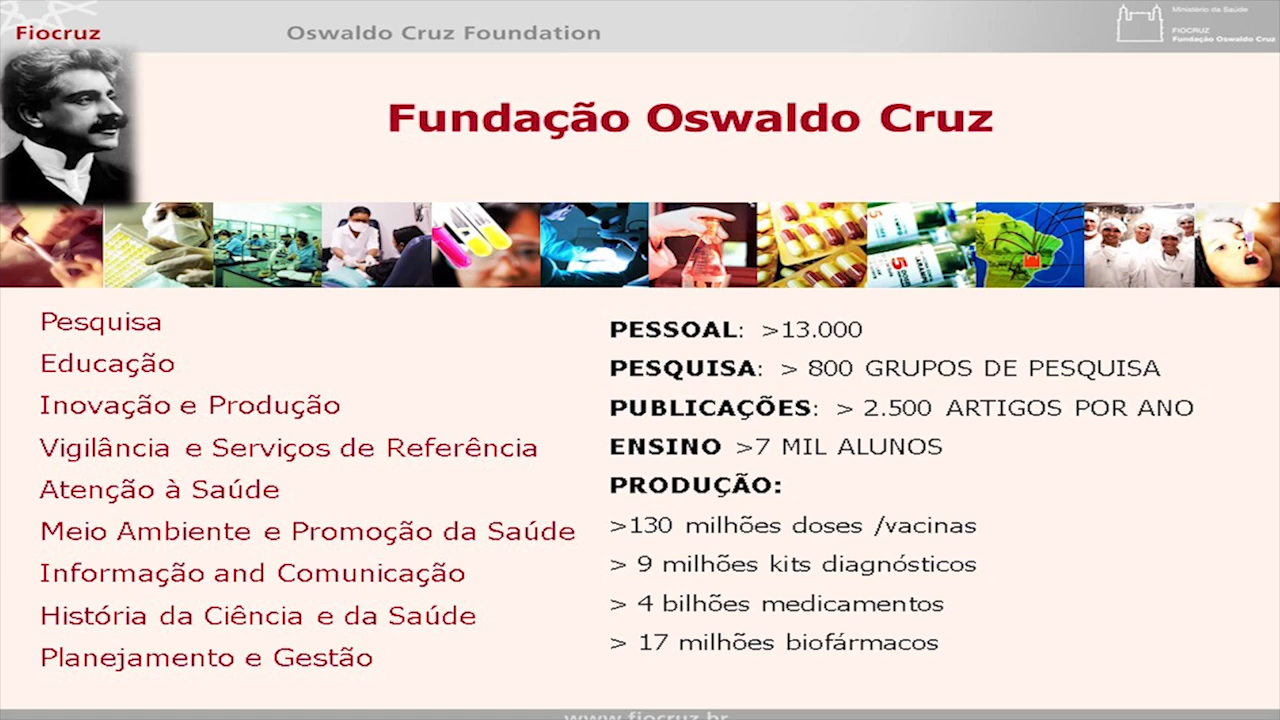 Fiocruz
Oswaldo Cruz Foundation
Ministério da Saúde
FIOCRUZ
Fundação Oswaldo Cruz
Fundação Oswaldo Cruz
Pesquisa
Educação
Inovação e Produção
Vigilância e Serviços de Referência
Atenção à Saúde
Meio Ambiente e Promoção da Saúde
Informação and Comunicação
História da Ciência e da Saúde
Planejamento e Gestão
PESSOAL: >13.000
PESQUISA: > 800 GRUPOS DE PESQUISA
PUBLICAÇÕES: > 2.500 ARTIGOS POR ANO
ENSINO >7 MIL ALUNOS
PRODUÇÃO:
>130 milhões doses /vacinas
> 9 milhões kits diagnósticos
> 4 bilhões medicamentos
> 17 milhões biofármacos
www.fiocruz.br